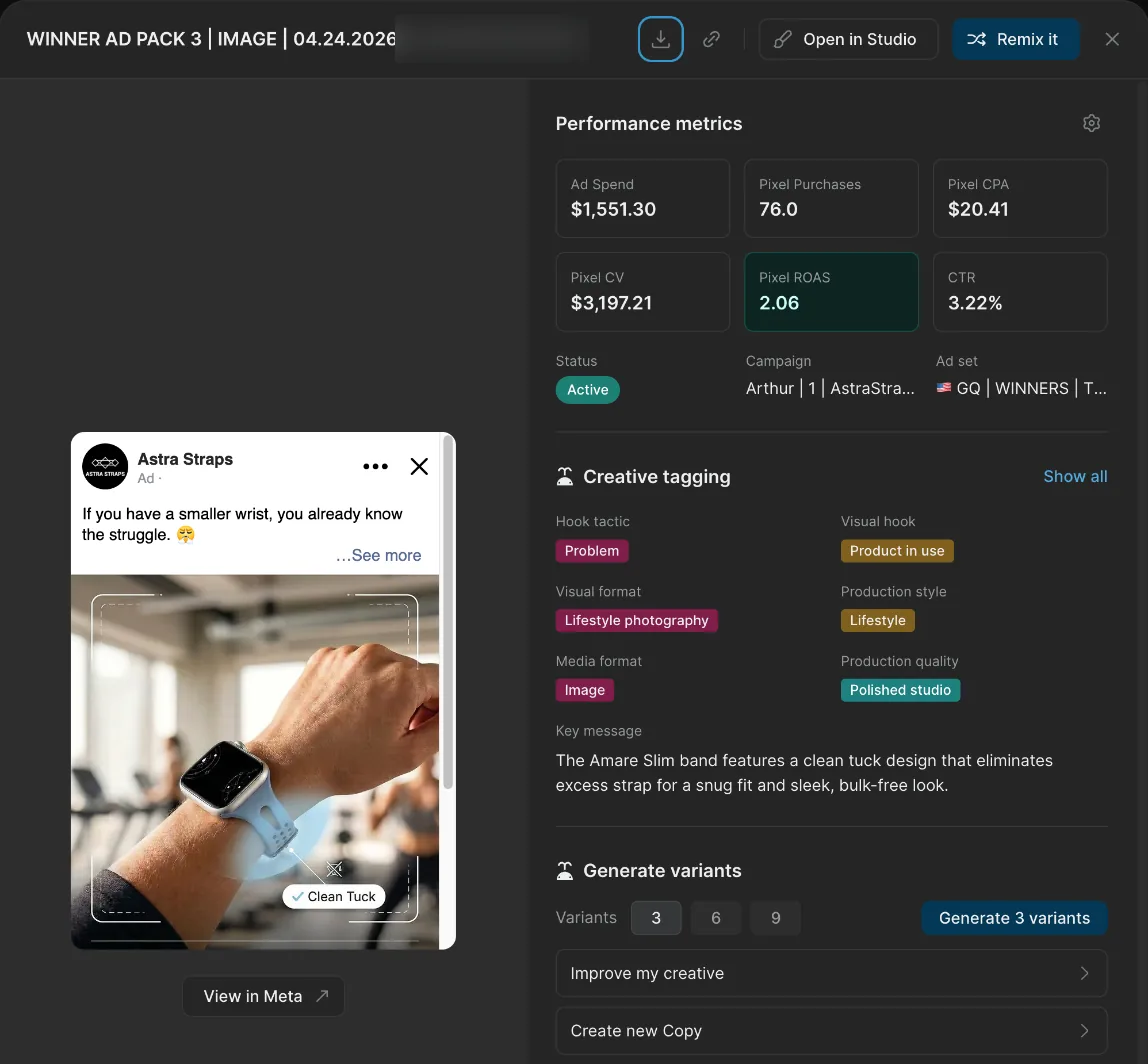 WINNER AD PACK 3 | IMAGE | 04.24.2026
Open in Studio
Remix it
Performance metrics
Ad Spend
$1,551.30
Pixel Purchases
76.0
Pixel CPA
$20.41
Pixel CV
$3,197.21
Pixel ROAS
2.06
CTR
3.22%
Status
Active
Campaign
Arthur | 1 | AstraStra...
Ad set
🇺🇸 GQ | WINNERS | T...
ASTRA STRAPS
Astra Straps
Ad ·
If you have a smaller wrist, you already know
the struggle. 😤
...See more
Clean Tuck
View in Meta
Creative tagging
Show all
Hook tactic
Problem
Visual hook
Product in use
Visual format
Lifestyle photography
Production style
Lifestyle
Media format
Image
Production quality
Polished studio
Key message
The Amare Slim band features a clean tuck design that eliminates
excess strap for a snug fit and sleek, bulk-free look.
Generate variants
Variants
3
6
9
Generate 3 variants
Improve my creative
Create new Copy